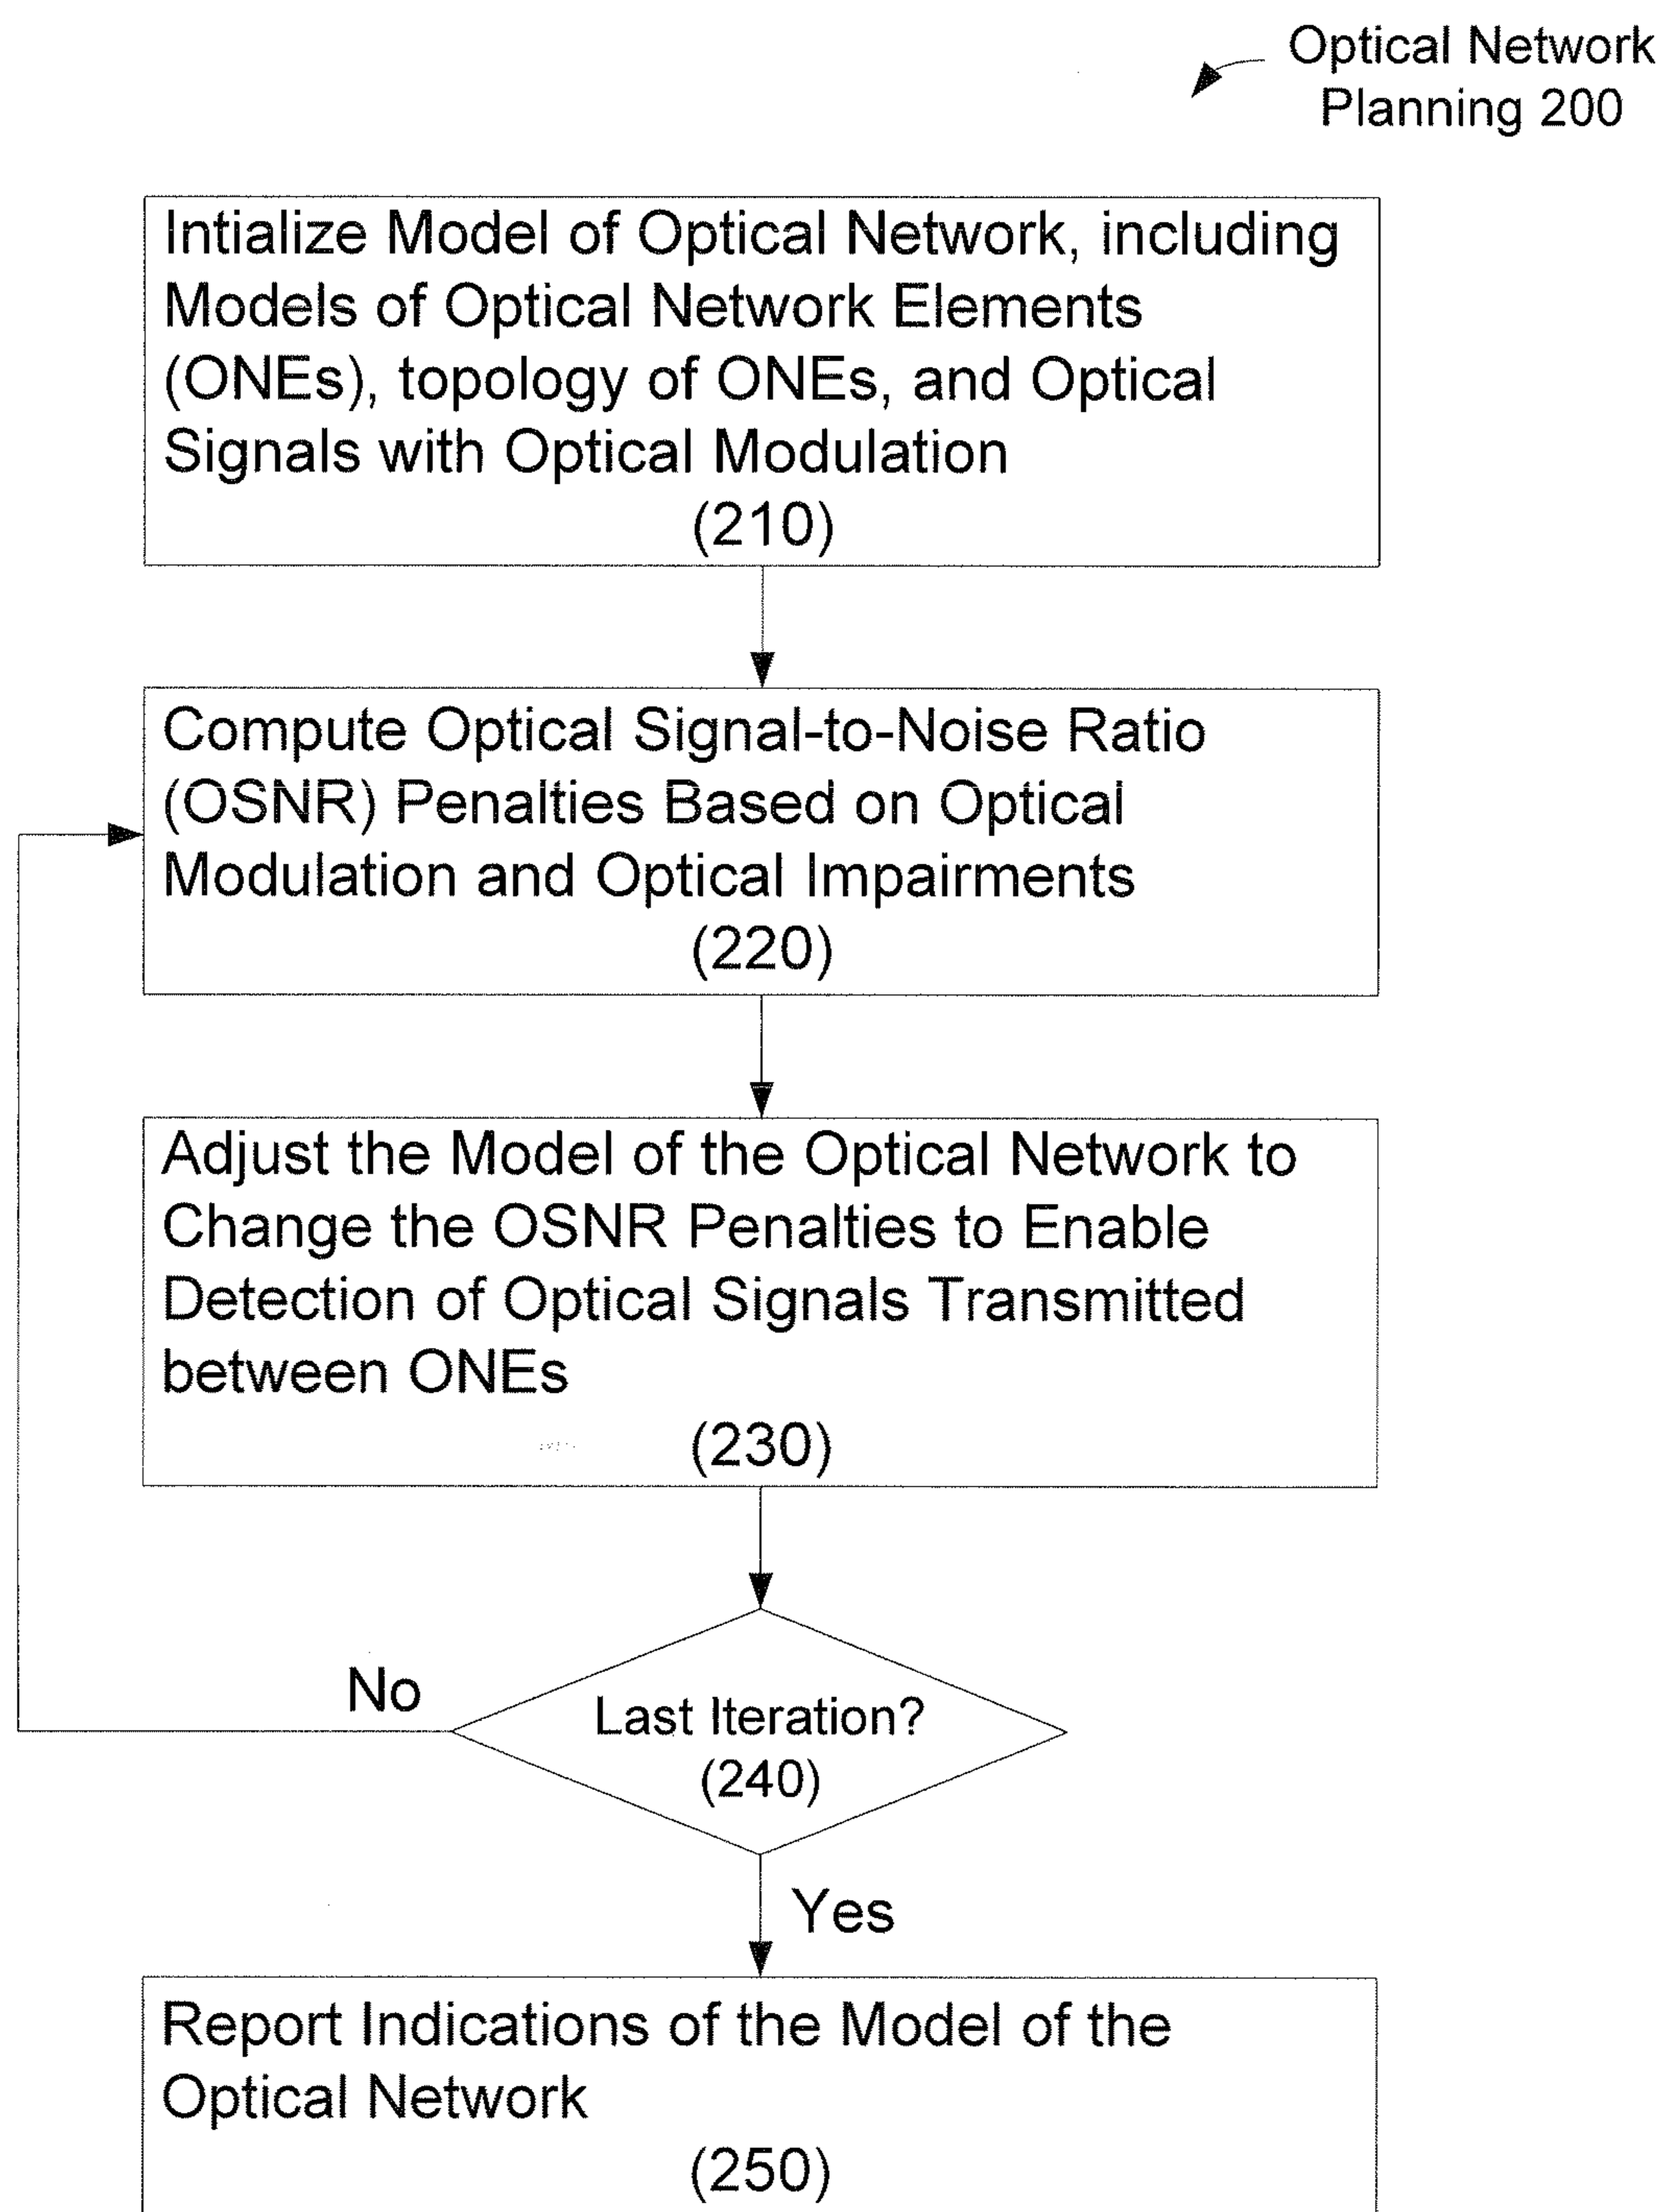 Optical Network
Planning 200
Intialize Model of Optical Network, including
Models of Optical Network Elements
(ONEs), topology of ONEs, and Optical
Signals with Optical Modulation
(210)
Compute Optical Signal-to-Noise Ratio
(OSNR) Penalties Based on Optical
Modulation and Optical Impairments
(220)
Adjust the Model of the Optical Network to
Change the OSNR Penalties to Enable
Detection of Optical Signals Transmitted
between ONEs
(230)
No
Last Iteration?
(240)
Yes
Report Indications of the Model of the
Optical Network
(250)